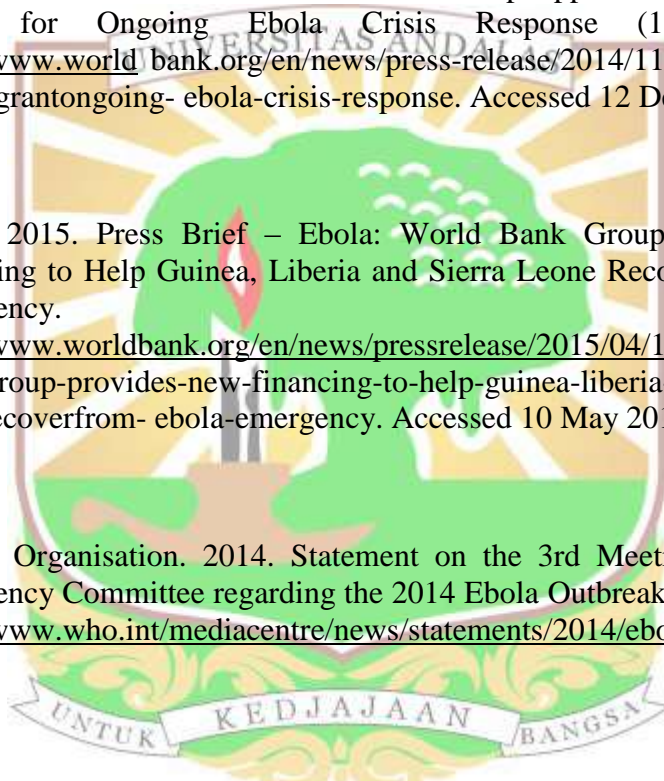 for Ongoing Ebola Crisis Response (1
UNIVERSITAS ANDALAS
www.world bank.org/en/news/press-release/2014/11
grantongoing- ebola-crisis-response. Accessed 12 D
2015. Press Brief – Ebola: World Bank Group
ing to Help Guinea, Liberia and Sierra Leone Reco
ency.
www.worldbank.org/en/news/pressrelease/2015/04/1
roup-provides-new-financing-to-help-guinea-liberia-
ecoverfrom- ebola-emergency. Accessed 10 May 201
Organisation. 2014. Statement on the 3rd Meeti
ency Committee regarding the 2014 Ebola Outbreak
www.who.int/mediacentre/news/statements/2014/ebo
UNTUK KEDJAJAAN BANGSA